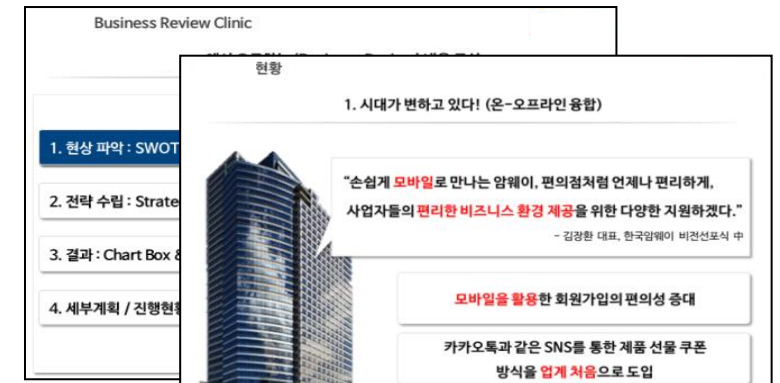 Business Review Clinic
1. 현상 파악 : SWOT
2. 전략 수립 : Strate
3. 결과 : Chart Box &
4. 세부계획 / 진행현황
현황
1. 시대가 변하고 있다! (온-오프라인 융합)
“손쉽게 모바일로 만나는 암웨이, 편의점처럼 언제나 편리하게,
사업자들의 편리한 비즈니스 환경 제공을 위한 다양한 지원하겠다.”
- 김장환 대표, 한국암웨이 비전선포식 中
모바일을 활용한 회원가입의 편의성 증대
카카오톡과 같은 SNS를 통한 제품 선물 쿠폰
방식을 업계 처음으로 도입